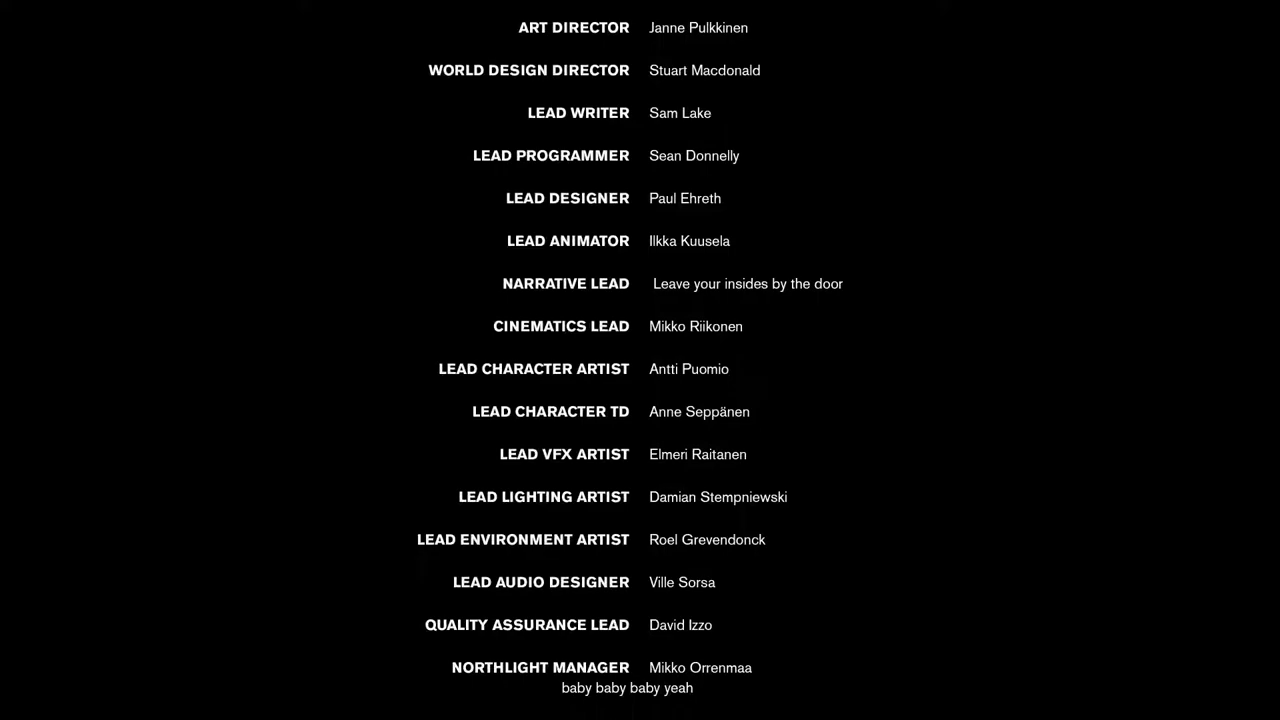 ART DIRECTOR Janne Pulkkinen
WORLD DESIGN DIRECTOR Stuart Macdonald
LEAD WRITER Sam Lake
LEAD PROGRAMMER Sean Donnelly
LEAD DESIGNER Paul Ehreth
LEAD ANIMATOR Ilkka Kuusela
NARRATIVE LEAD Leave your insides by the door
CINEMATICS LEAD Mikko Riikonen
LEAD CHARACTER ARTIST Antti Puomio
LEAD CHARACTER TD Anne Seppänen
LEAD VFX ARTIST Elmeri Raitanen
LEAD LIGHTING ARTIST Damian Stempniewski
LEAD ENVIRONMENT ARTIST Roel Grevendonck
LEAD AUDIO DESIGNER Ville Sorsa
QUALITY ASSURANCE LEAD David Izzo
NORTHLIGHT MANAGER Mikko Orrenmaa
baby baby baby yeah